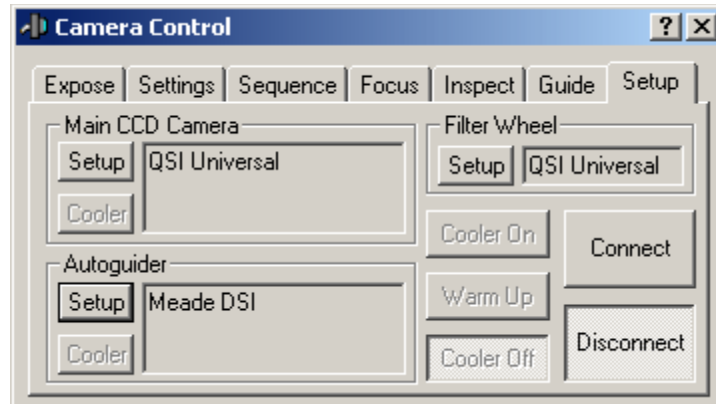 Camera Control
? X
Expose Settings Sequence Focus Inspect Guide Setup
Main CCD Camera
Setup
QSI Universal
Cooler
Filter Wheel
Setup
QSI Universal
Autoguider
Setup
Meade DSI
Cooler
Cooler On
Warm Up
Cooler Off
Connect
Disconnect